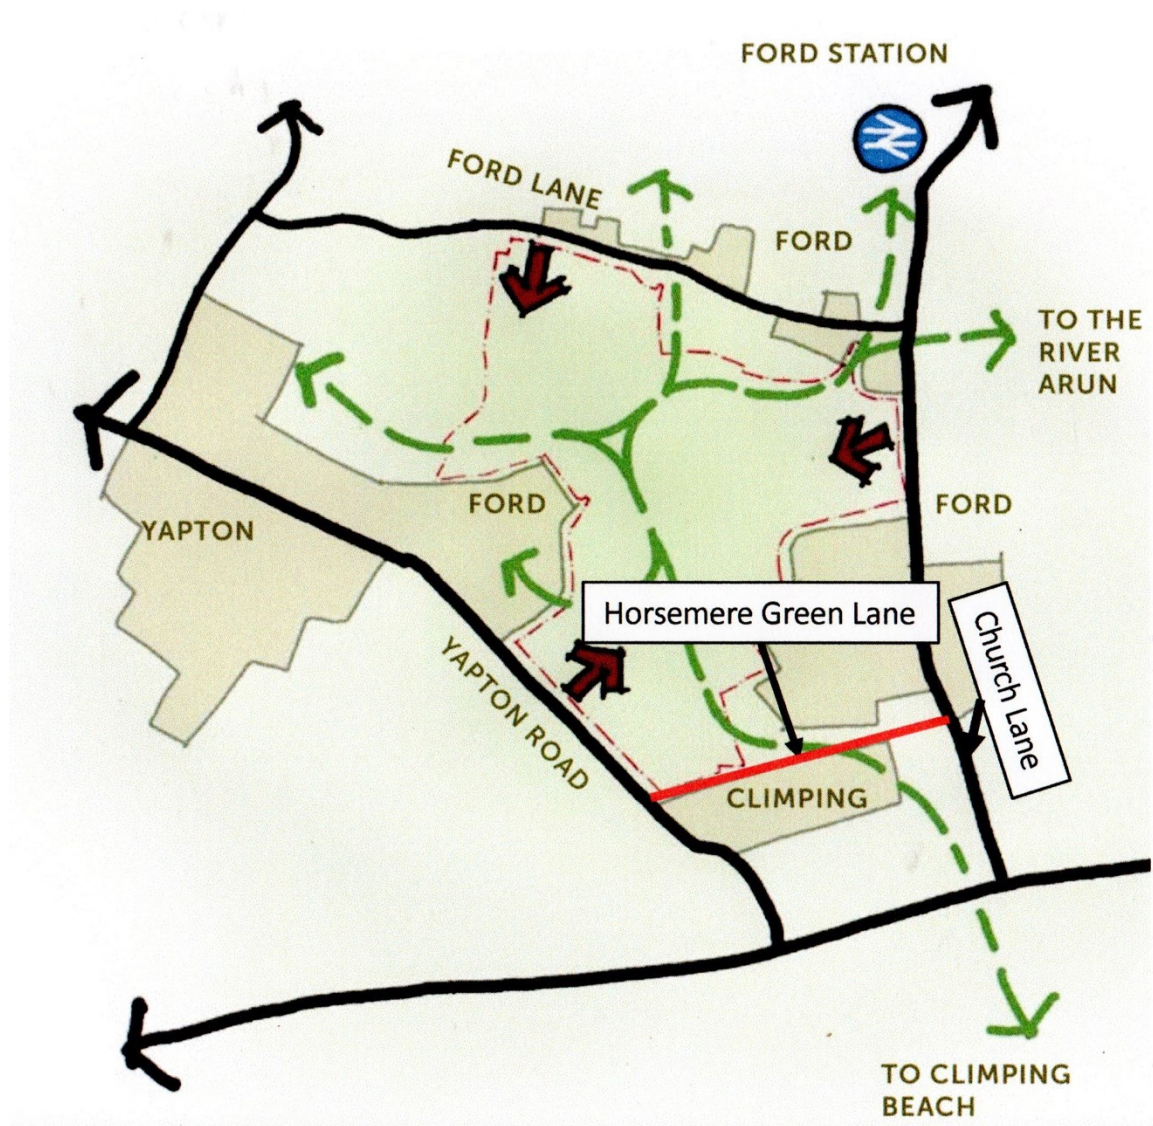 FORD STATION
FORD LANE
FORD
TO THE
RIVER
ARUN
YAPTON
FORD
FORD
Horsemere Green Lane
Church Lane
YAPTON ROAD
CLIMPING
TO CLIMPING
BEACH